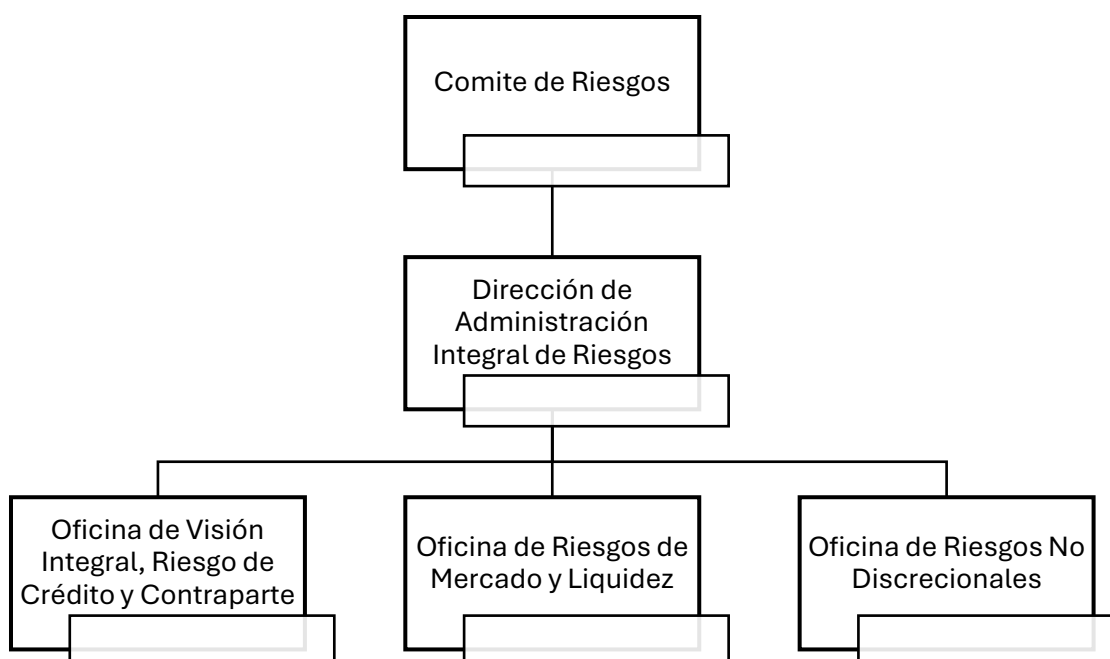 Comite de Riesgos
Dirección de
Administración
Integral de Riesgos
Oficina de Visión
Integral, Riesgo de
Crédito y Contraparte
Oficina de Riesgos de
Mercado y Liquidez
Oficina de Riesgos No
Discrecionales